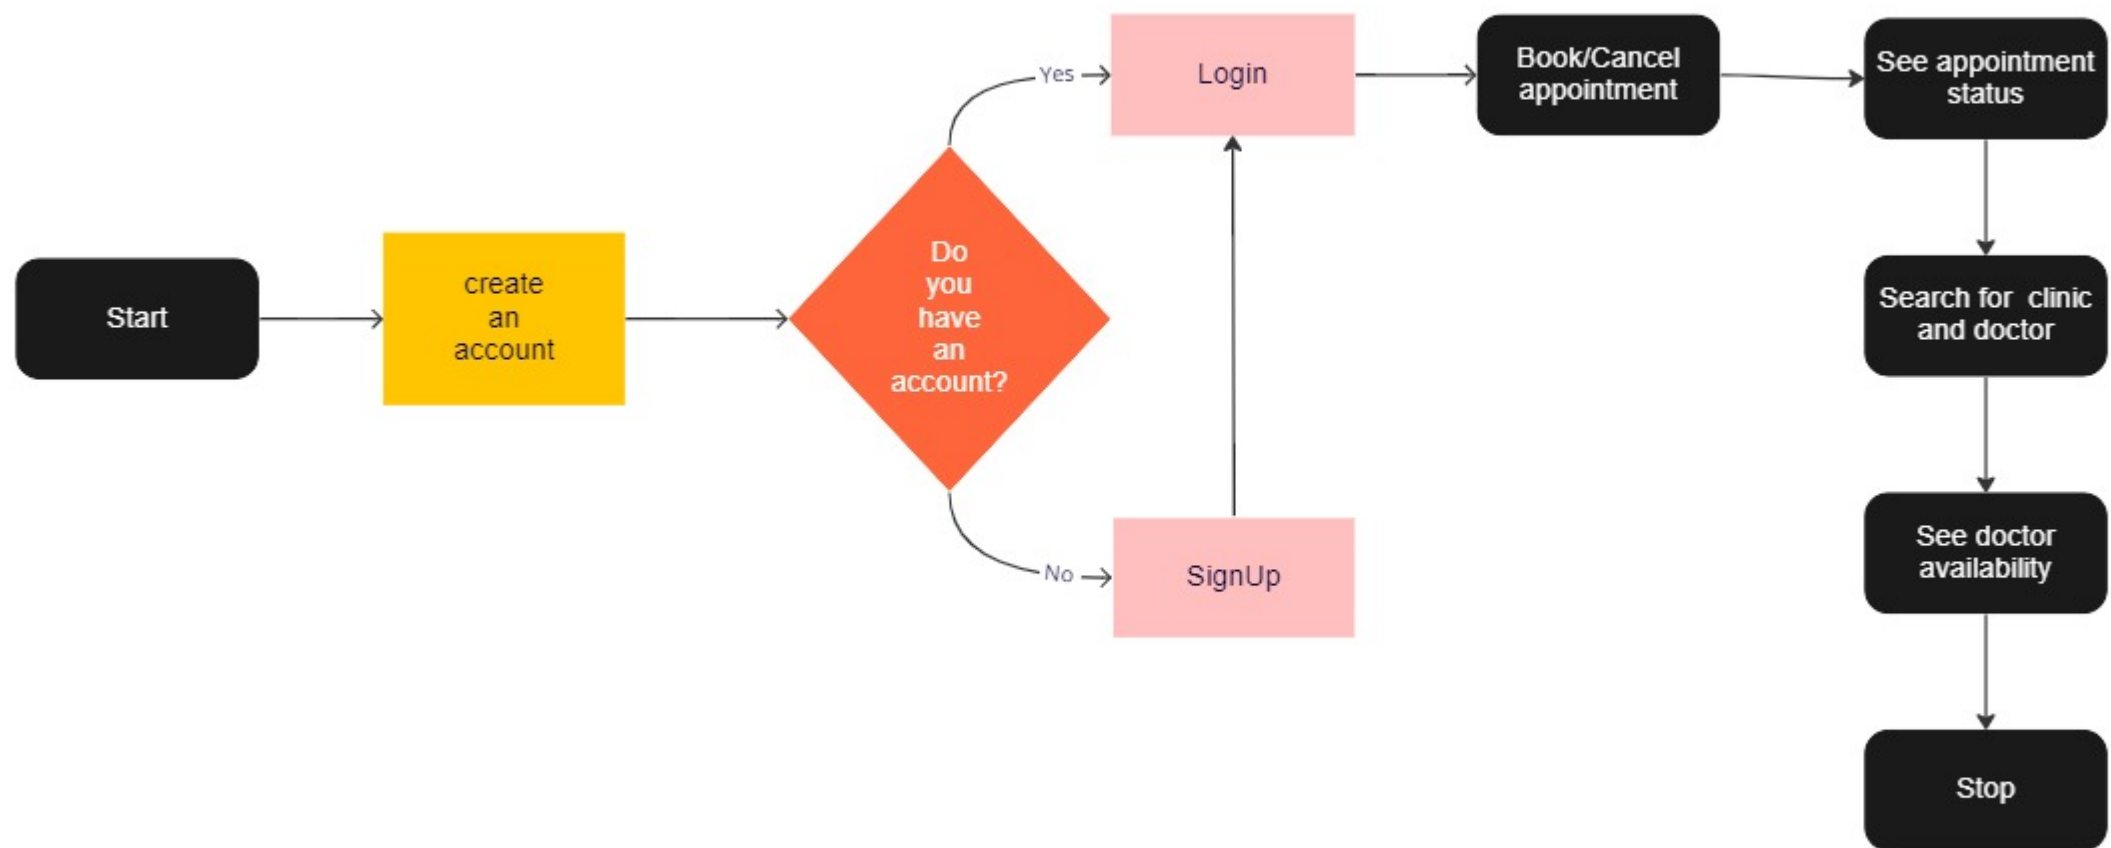 Start
create
an
account
Do
you
have
an
account?
Yes
No
Login
SignUp
Book/Cancel
appointment
See appointment
status
Search for  clinic
and doctor
See doctor
availability
Stop